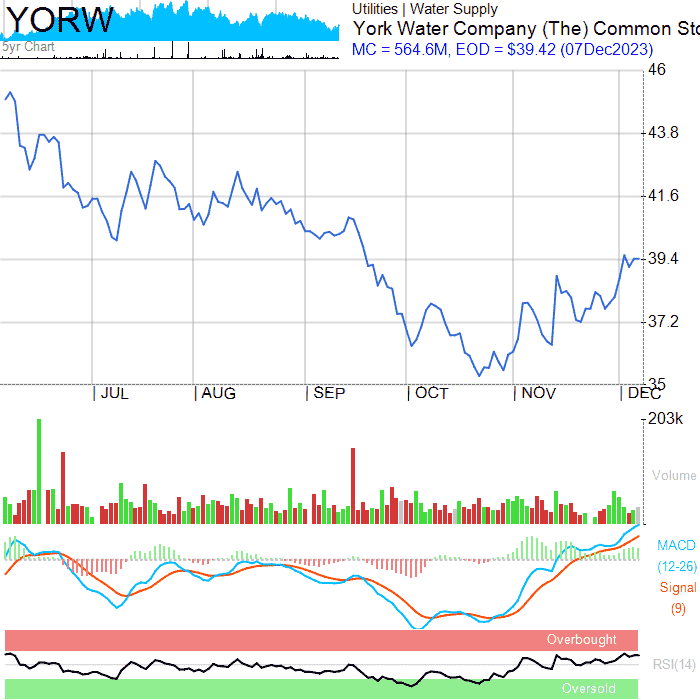 YORW
5yr Chart
Utilities | Water Supply
York Water Company (The) Common Sto
MC = 564.6M, EOD = $39.42 (07Dec2023)
46
43.8
41.6
39.4
37.2
35
JUL
AUG
SEP
OCT
NOV
DEC
203k
Volume
MACD
(12-26)
Signal
(9)
Overbought
RSI(14)
Oversold